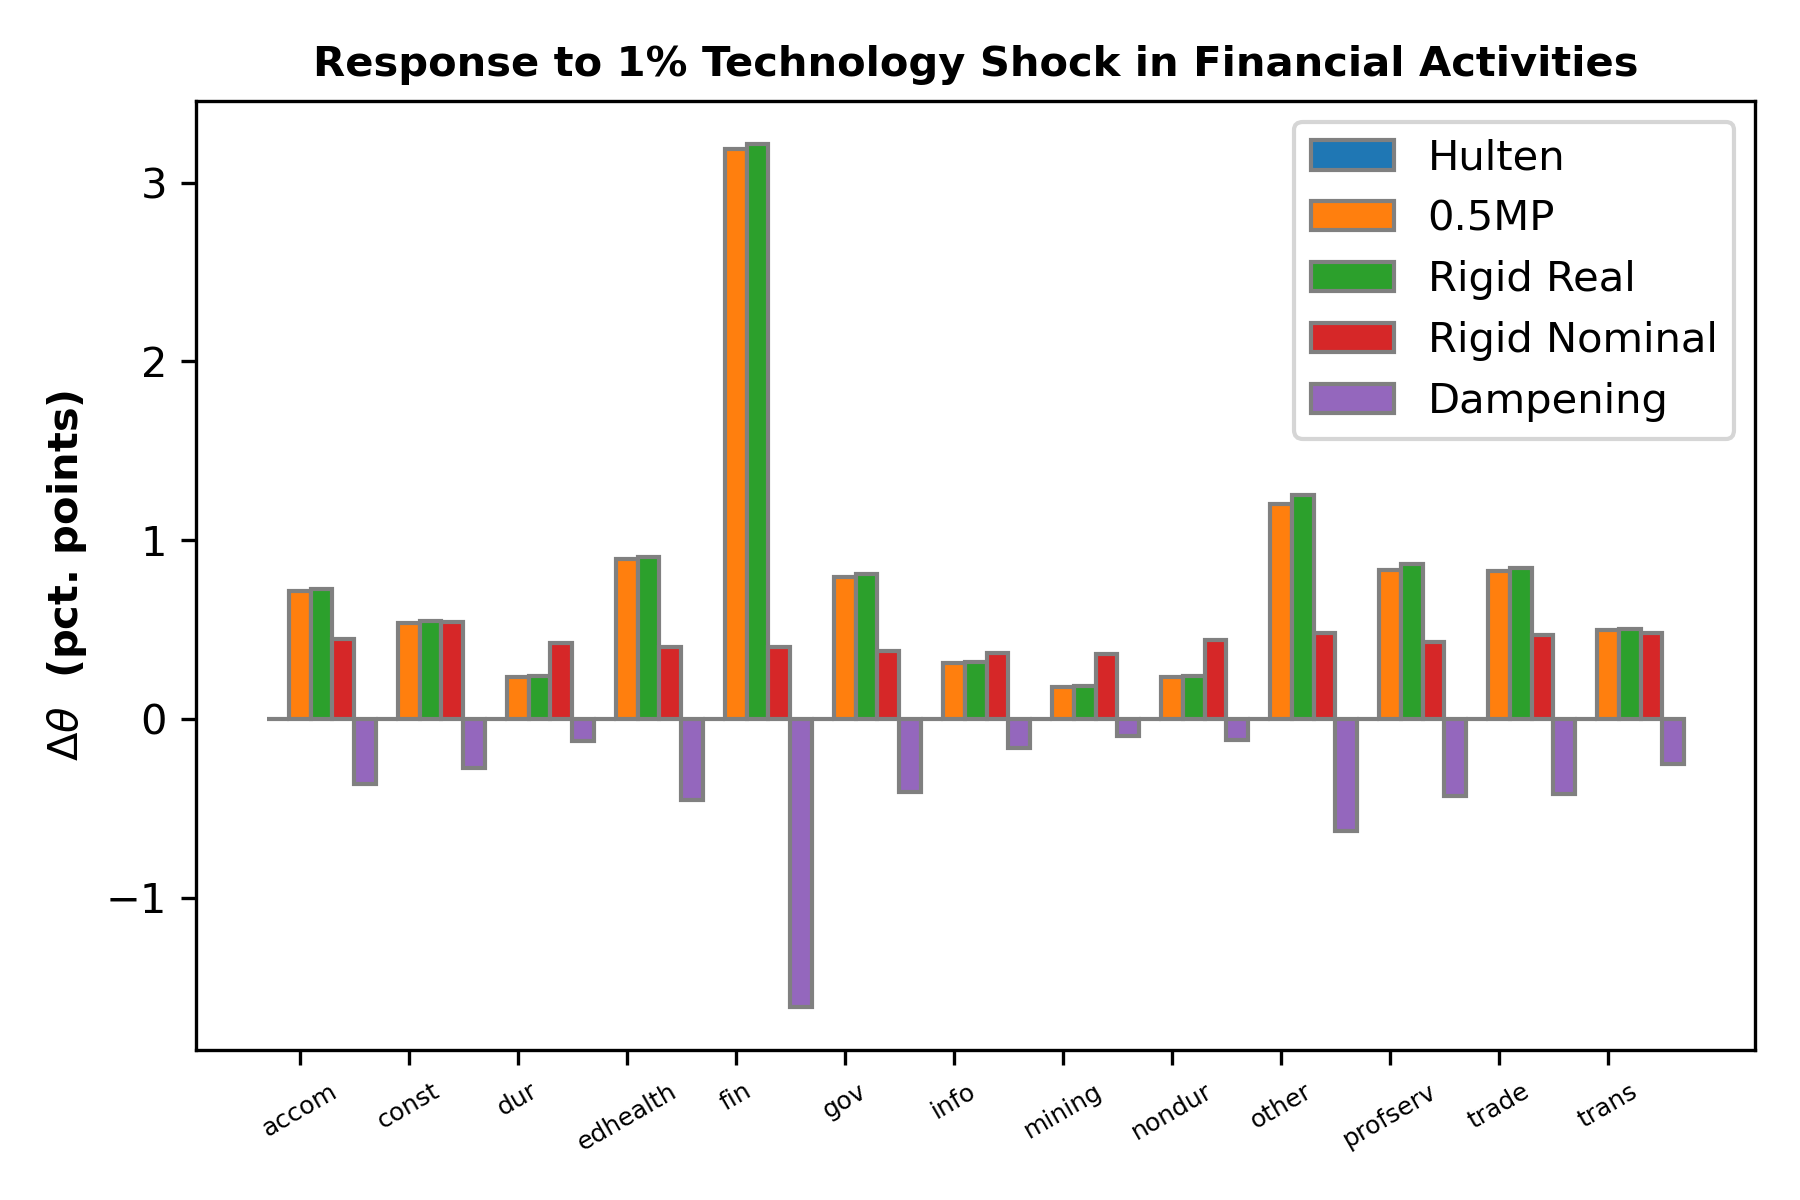 Response to 1% Technology Shock in Financial Activities
Hulten
0.5MP
Rigid Real
Rigid Nominal
Dampening
Δθ (pct. points)
3
2
1
0
−1
accom
const
dur
edhealth
fin
gov
info
mining
nondur
other
profserv
trade
trans